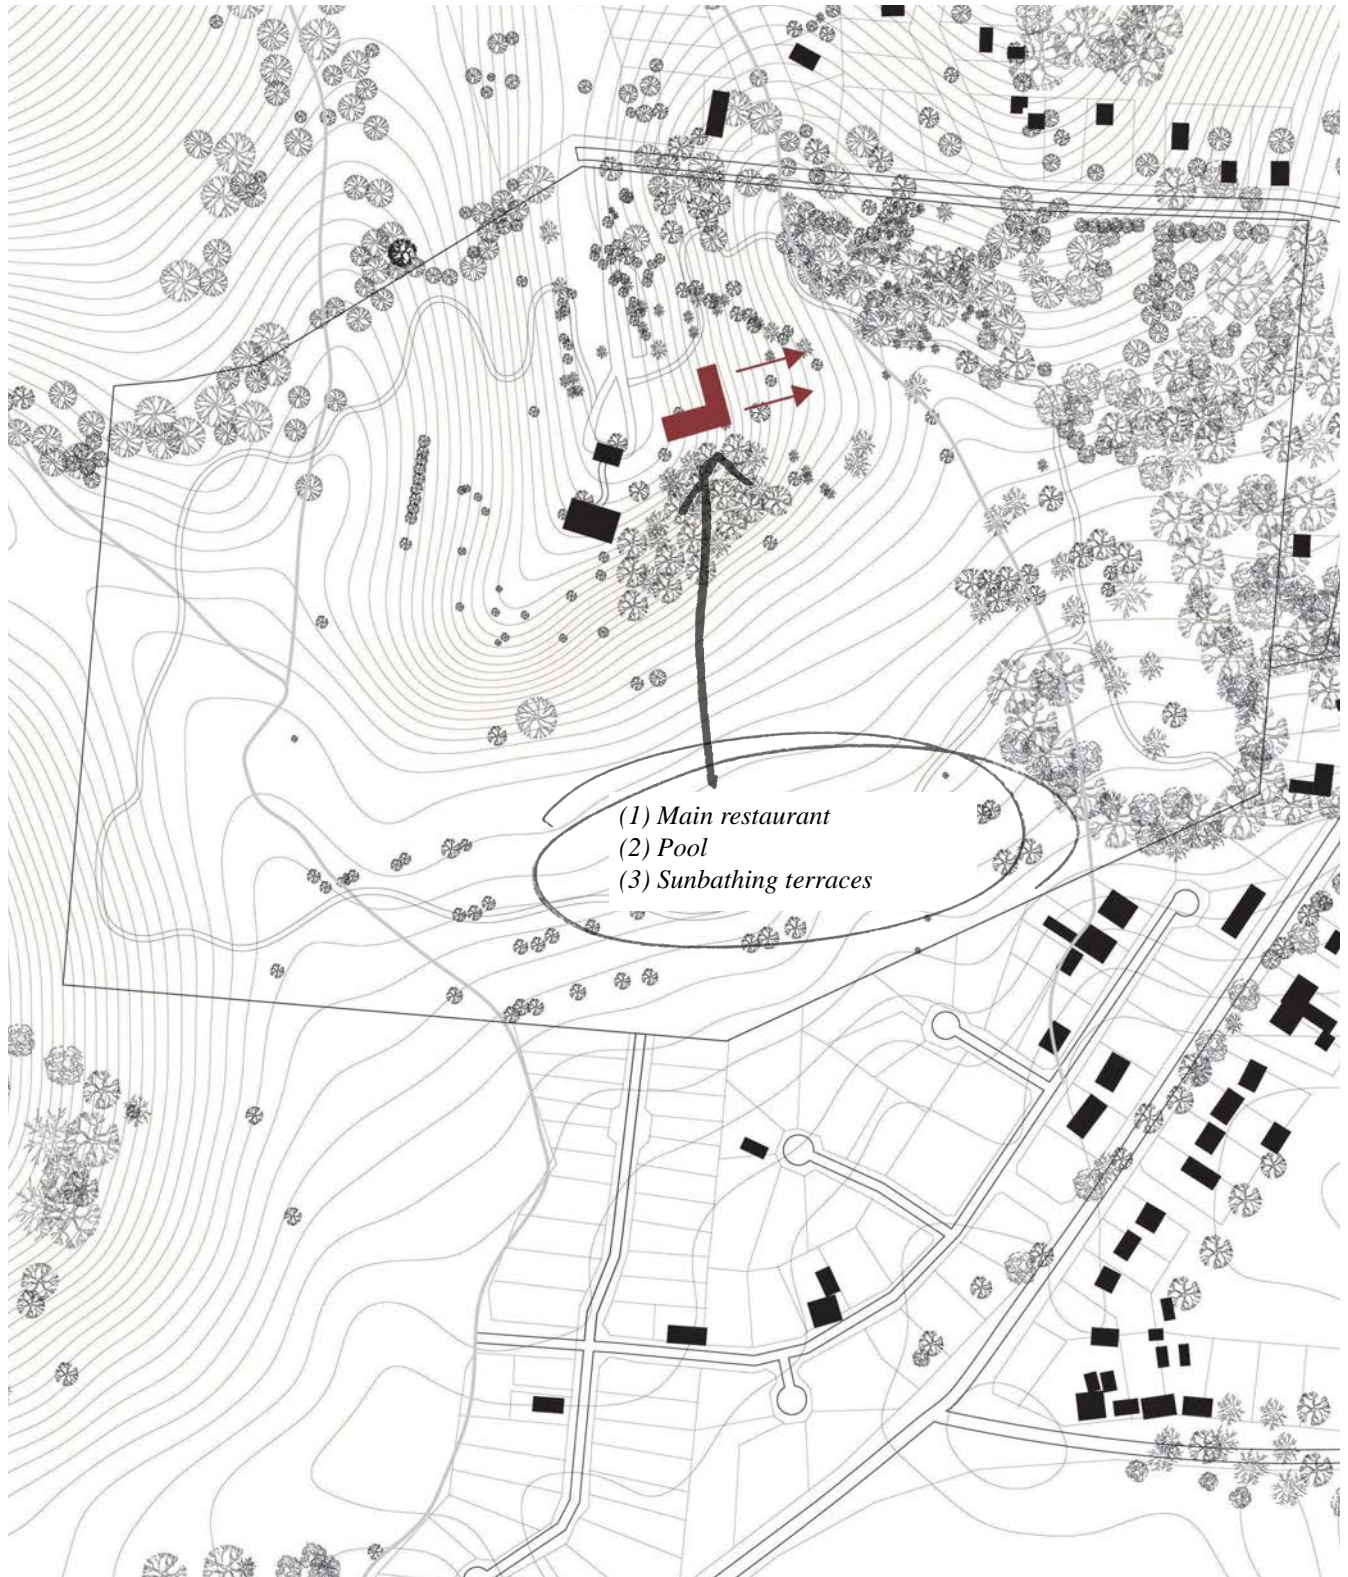 (1) Main restaurant
(2) Pool
(3) Sunbathing terraces